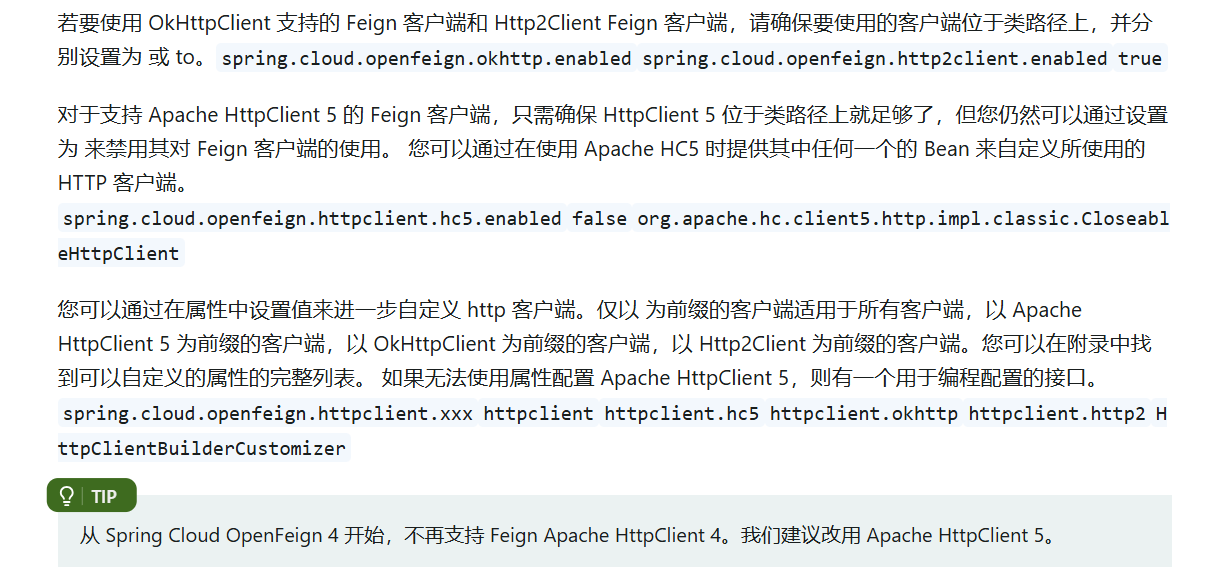 若要使用 OkHttpClient 支持的 Feign 客户端和 Http2Client Feign 客户端，请确保要使用的客户端位于类路径上，并分
别设置为 或 to。 spring.cloud.openfeign.okhttp.enabled spring.cloud.openfeign.http2client.enabled true
对于支持 Apache HttpClient 5 的 Feign 客户端，只需确保 HttpClient 5 位于类路径上就足够了，但您仍然可以通过设置
为 来禁用其对 Feign 客户端的使用。 您可以通过在使用 Apache HC5 时提供其中任何一个的 Bean 来自定义所使用的
HTTP 客户端。
spring.cloud.openfeign.httpclient.hc5.enabled false org.apache.hc.client5.http.impl.classic.Closeabl
eHttpClient
您可以通过在属性中设置值来进一步自定义 http 客户端。仅以 为前缀的客户端适用于所有客户端，以 Apache
HttpClient 5 为前缀的客户端，以 OkHttpClient 为前缀的客户端，以 Http2Client 为前缀的客户端。您可以在附录中找
到可以自定义的属性的完整列表。 如果无法使用属性配置 Apache HttpClient 5，则有一个用于编程配置的接口。
spring.cloud.openfeign.httpclient.xxx httpclient httpclient.hc5 httpclient.okhttp httpclient.http2 H
ttpClientBuilderCustomizer
TIP
从 Spring Cloud OpenFeign 4 开始，不再支持 Feign Apache HttpClient 4。我们建议改用 Apache HttpClient 5。